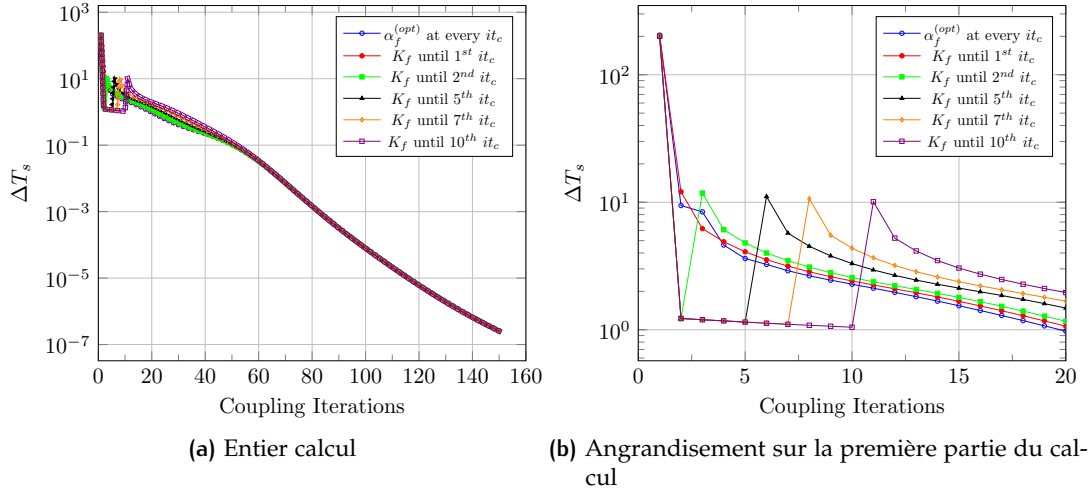 10^3
10^1
10^−1
10^−3
10^−5
10^−7
ΔT_s
0 20 40 60 80 100 120 140 160
Coupling Iterations
α_f^(opt) at every it_c
K_f until 1^st it_c
K_f until 2^nd it_c
K_f until 5^th it_c
K_f until 7^th it_c
K_f until 10^th it_c
(a) Entier calcul
10^2
10^1
10^0
ΔT_s
0 5 10 15 20
Coupling Iterations
α_f^(opt) at every it_c
K_f until 1^st it_c
K_f until 2^nd it_c
K_f until 5^th it_c
K_f until 7^th it_c
K_f until 10^th it_c
(b) Angrandisement sur la première partie du cal-
cul